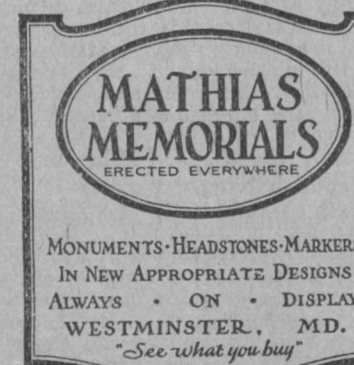 MATHIAS
MEMORIALS
ERECTED EVERYWHERE
MONUMENTS·HEADSTONES·MARKERS
IN NEW APPROPRIATE DESIGNS
ALWAYS • ON • DISPLAY
WESTMINSTER, MD.
"See what you buy"